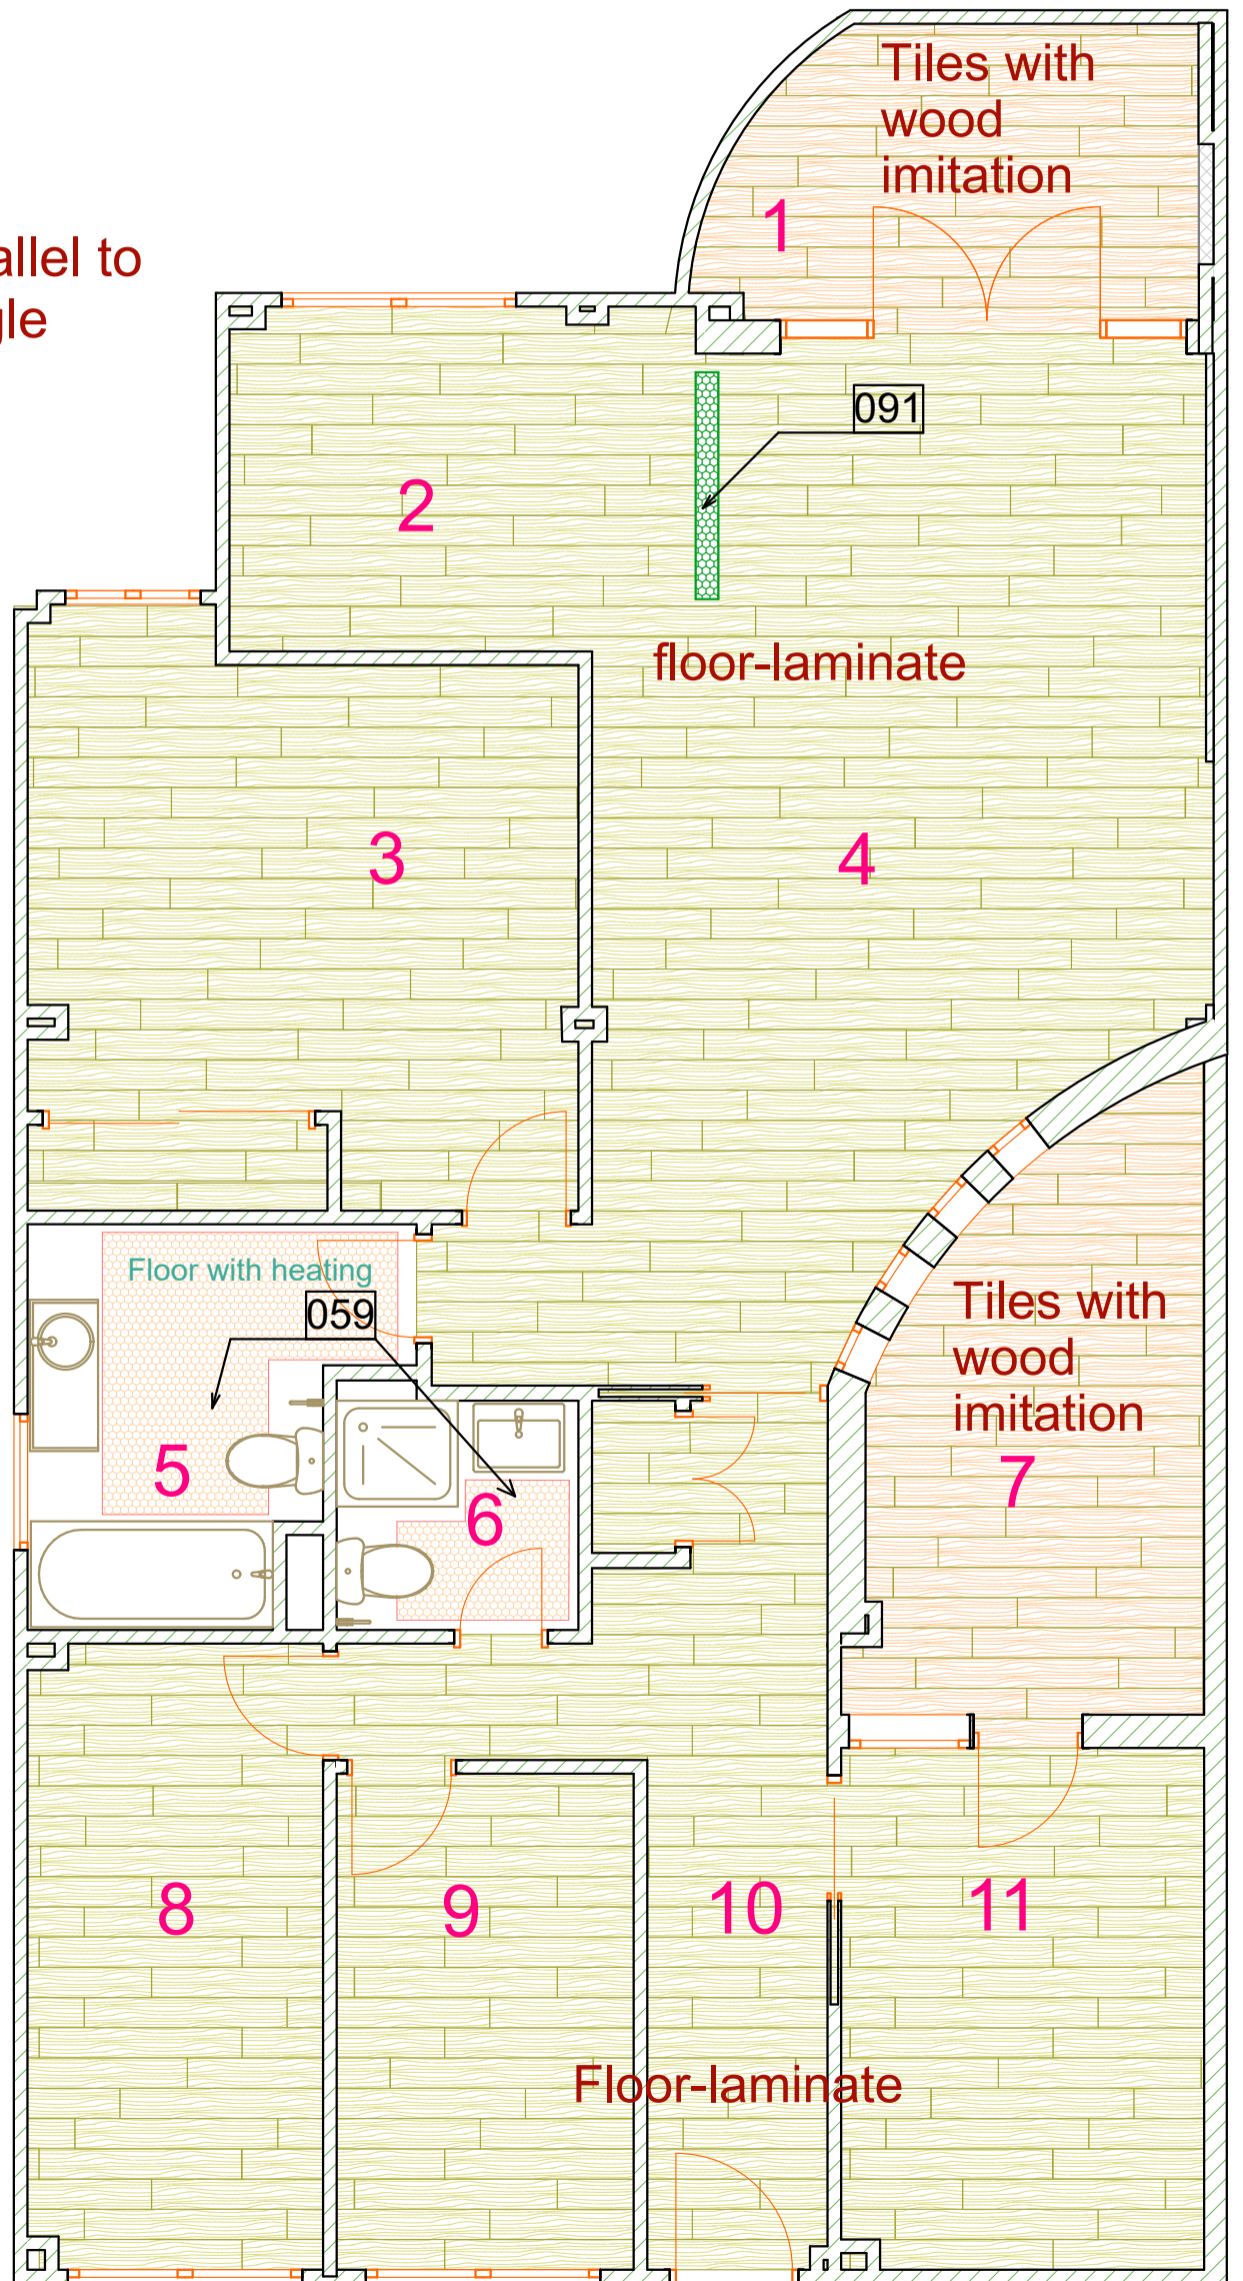 Tiles with
wood
imitation
1
allel to
gle
091
2
floor-laminate
3
4
Floor with heating
059
Tiles with
wood
imitation
5
6
7
8
9
10
11
Floor-laminate